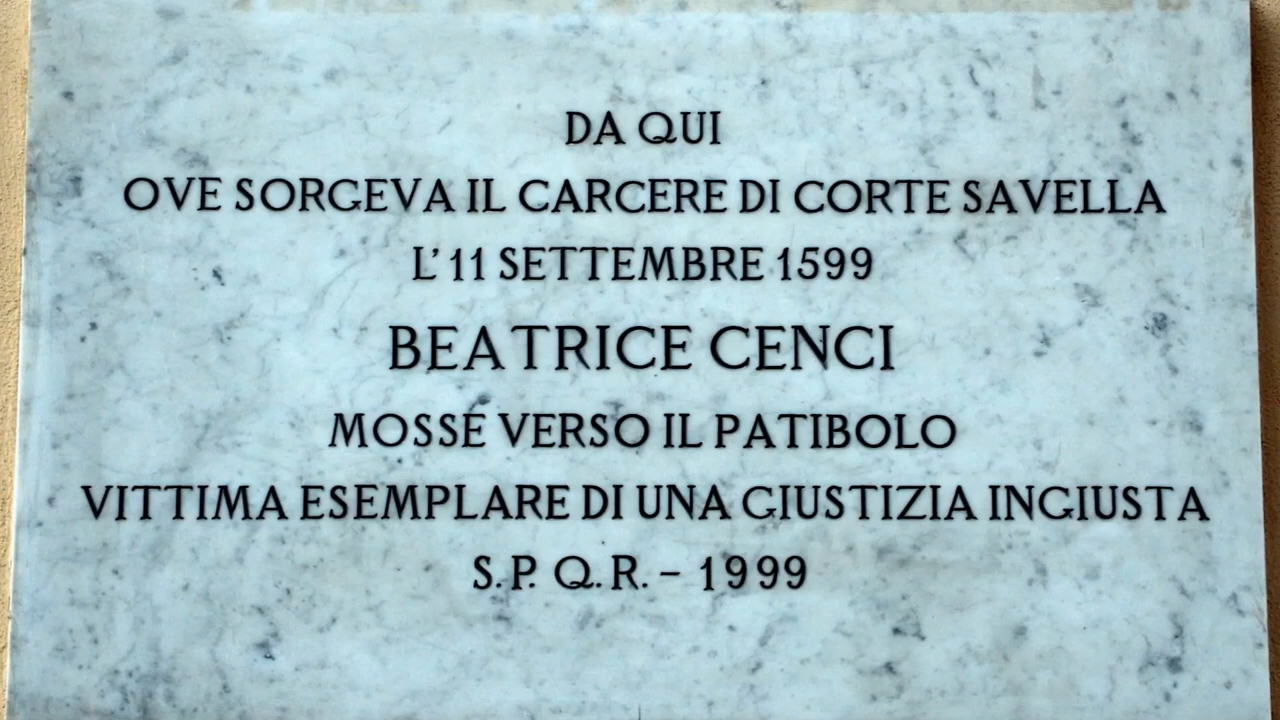 DA QUI
OVE SORGEVA IL CARCERE DI CORTE SAVELLA
L'11 SETTEMBRE 1599
BEATRICE CENCI
MOSSE VERSO IL PATIBOLO
VITTIMA ESEMPLARE DI UNA GIUSTIZIA INGIUSTA
S.P.Q.R. – 1999